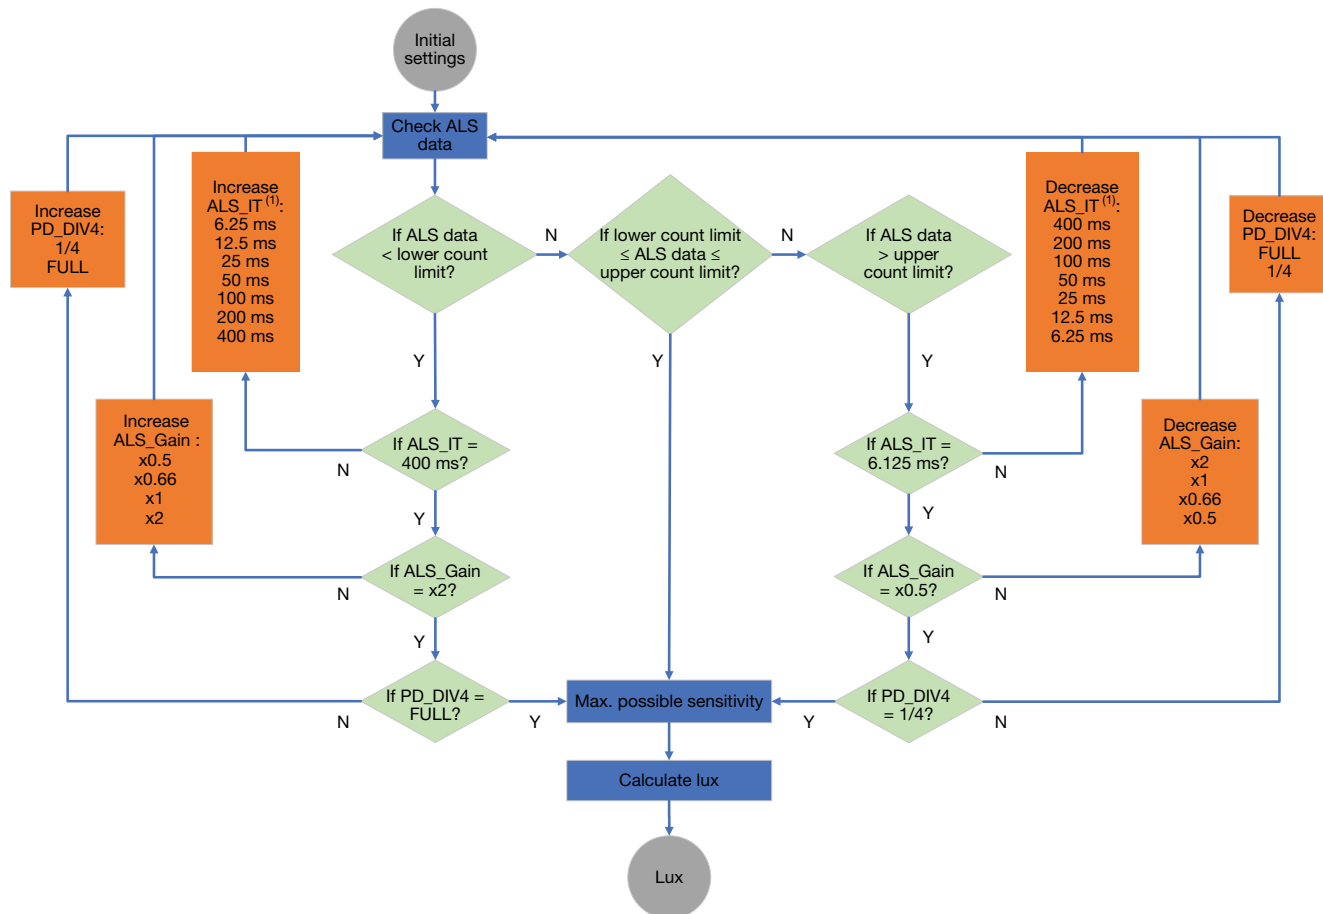 Initial
settings
Check ALS
data
Increase
PD_DIV4:
1/4
FULL
Increase
ALS_IT (1):
6.25 ms
12.5 ms
25 ms
50 ms
100 ms
200 ms
400 ms
Increase
ALS_Gain :
x0.5
x0.66
x1
x2
If ALS data
< lower count
limit?
N
If lower count limit
≤ ALS data ≤
upper count limit?
N
If ALS data
> upper
count limit?
Decrease
ALS_IT (1):
400 ms
200 ms
100 ms
50 ms
25 ms
12.5 ms
6.25 ms
Decrease
PD_DIV4:
FULL
1/4
Decrease
ALS_Gain:
x2
x1
x0.66
x0.5
Y
Y
Y
If ALS_IT =
400 ms?
N
Y
If ALS_IT =
6.125 ms?
N
Y
If ALS_Gain
= x2?
N
Y
If ALS_Gain
= x0.5?
N
Y
If PD_DIV4 =
FULL?
N
Y
Max. possible sensitivity
Y
If PD_DIV4
= 1/4?
N
Calculate lux
Lux